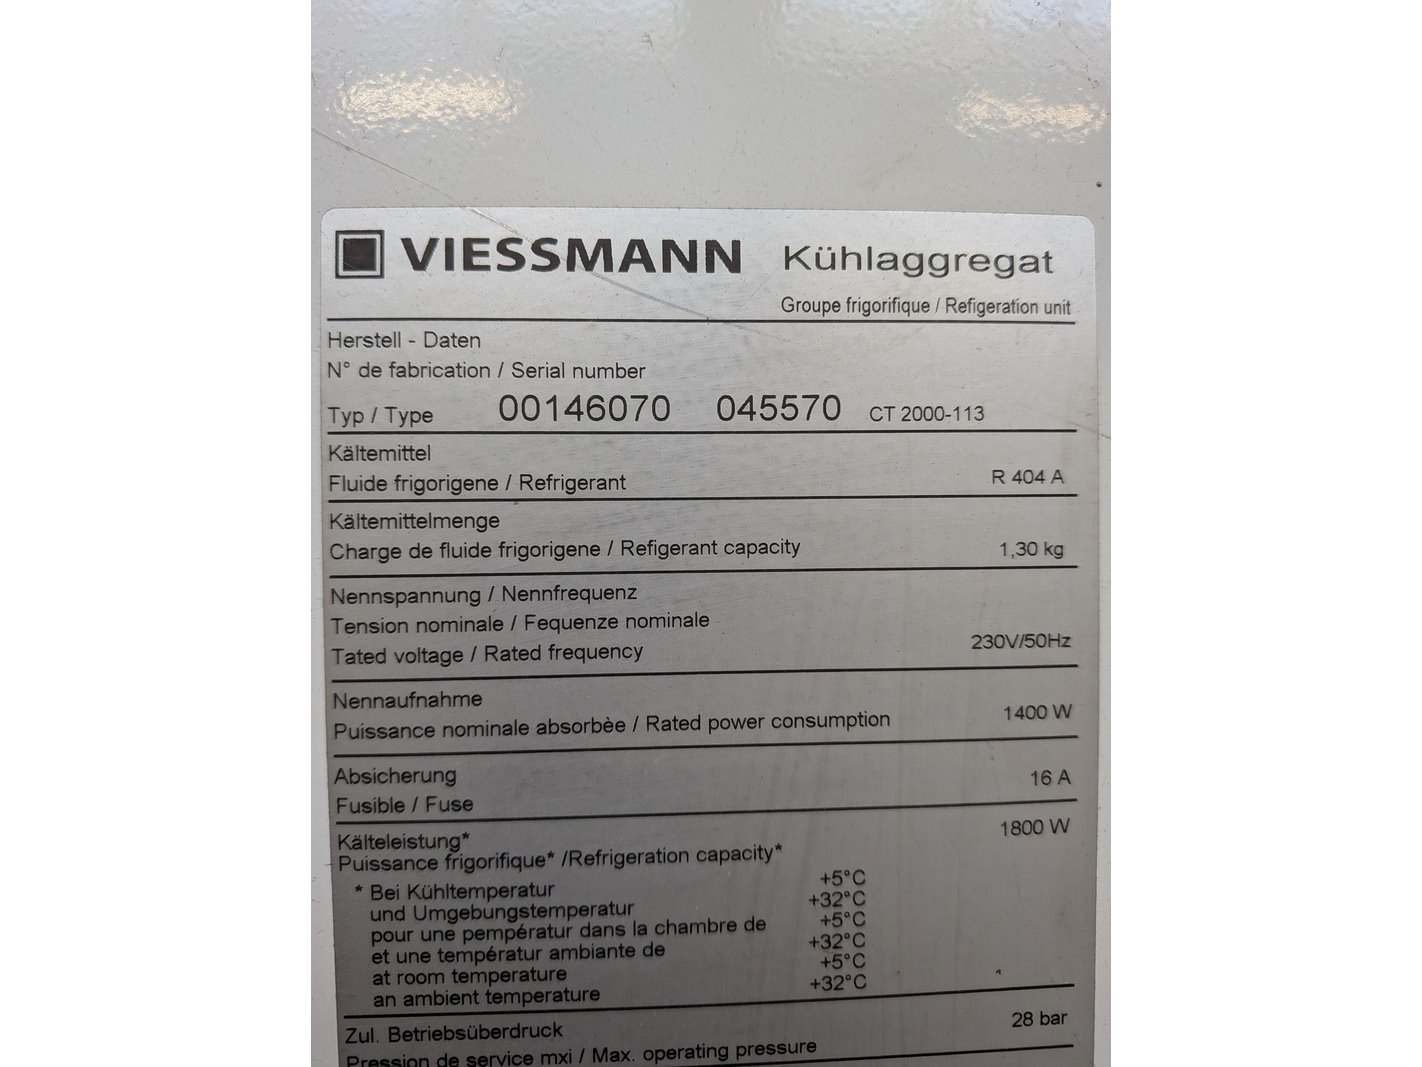 VIESSMANN Kühlaggregat
Groupe frigorifique / Refigeration unit
Herstell - Daten
N° de fabrication / Serial number
Typ / Type 00146070 045570 CT 2000-113
Kältemittel
Fluide frigorigene / Refrigerant R 404 A
Kältemittelmenge
Charge de fluide frigorigene / Refigerant capacity 1,30 kg
Nennspannung / Nennfrequenz
Tension nominale / Fequenze nominale
Tated voltage / Rated frequency 230V/50Hz
Nennaufnahme
Puissance nominale absorbèe / Rated power consumption 1400 W
Absicherung
Fusible / Fuse 16 A
Kälteleistung* 1800 W
Puissance frigorifique* /Refrigeration capacity*
* Bei Kühltemperatur +5°C
und Umgebungstemperatur +32°C
pour une pempératur dans la chambre de +5°C
et une températur ambiante de +32°C
at room temperature +5°C
an ambient temperature +32°C
Zul. Betriebsüberdruck 28 bar
Pression de service mxi / Max. operating pressure